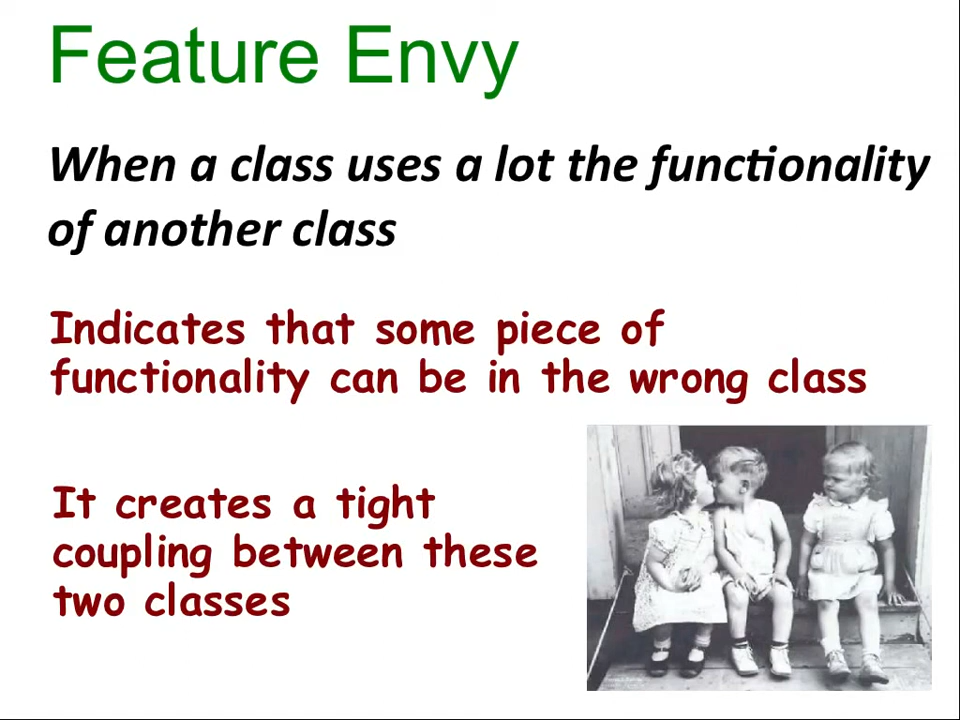 Feature Envy
When a class uses a lot the functionality
of another class
Indicates that some piece of
functionality can be in the wrong class
It creates a tight
coupling between these
two classes